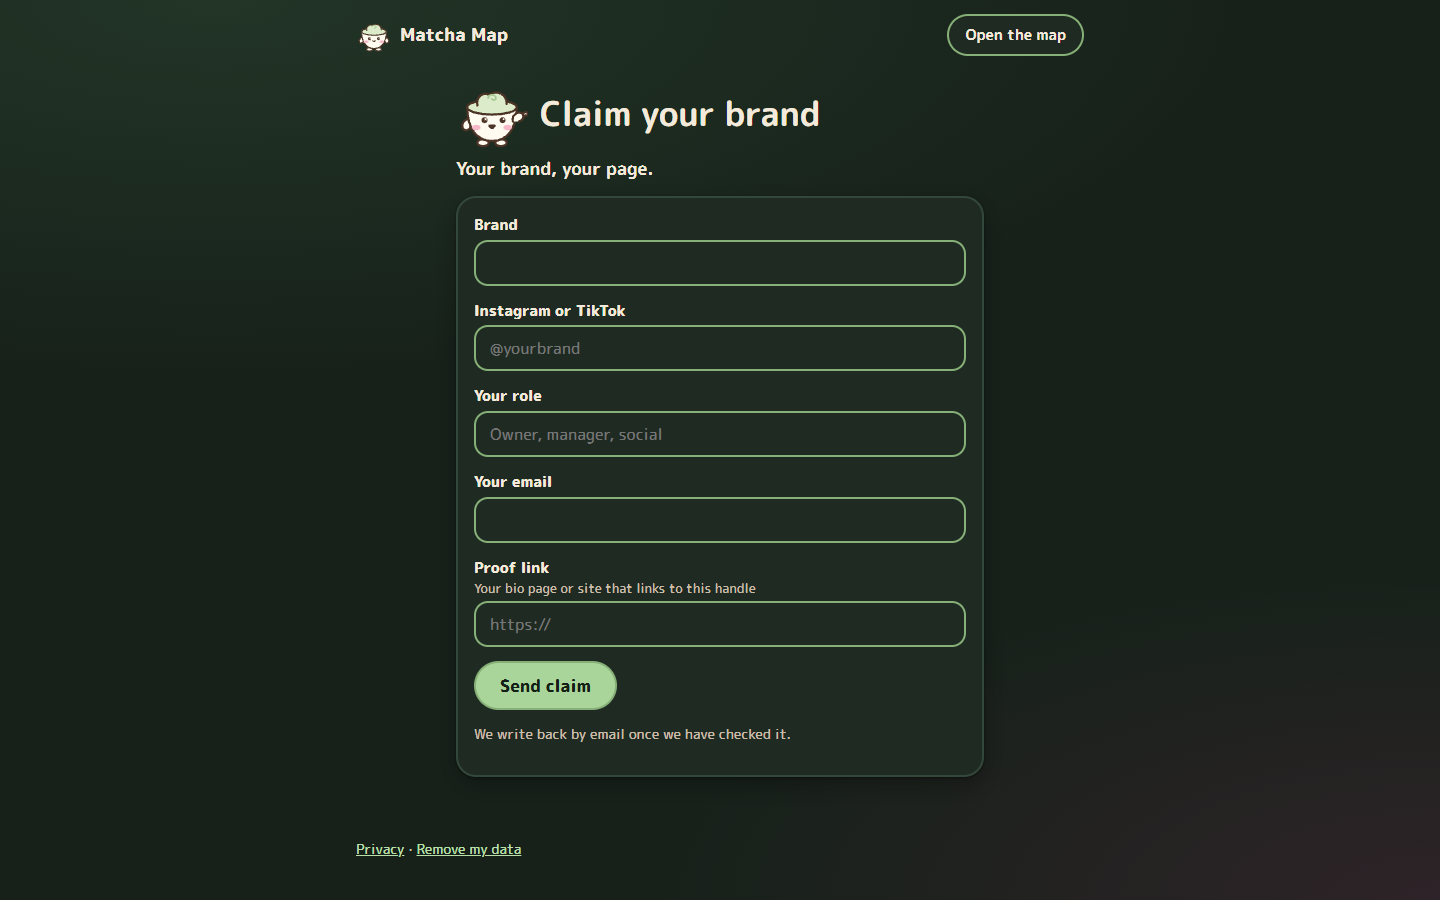 Matcha Map
Open the map
Claim your brand
Your brand, your page.
Brand
Instagram or TikTok
@yourbrand
Your role
Owner, manager, social
Your email
Proof link
Your bio page or site that links to this handle
https://
Send claim
We write back by email once we have checked it.
Privacy · Remove my data